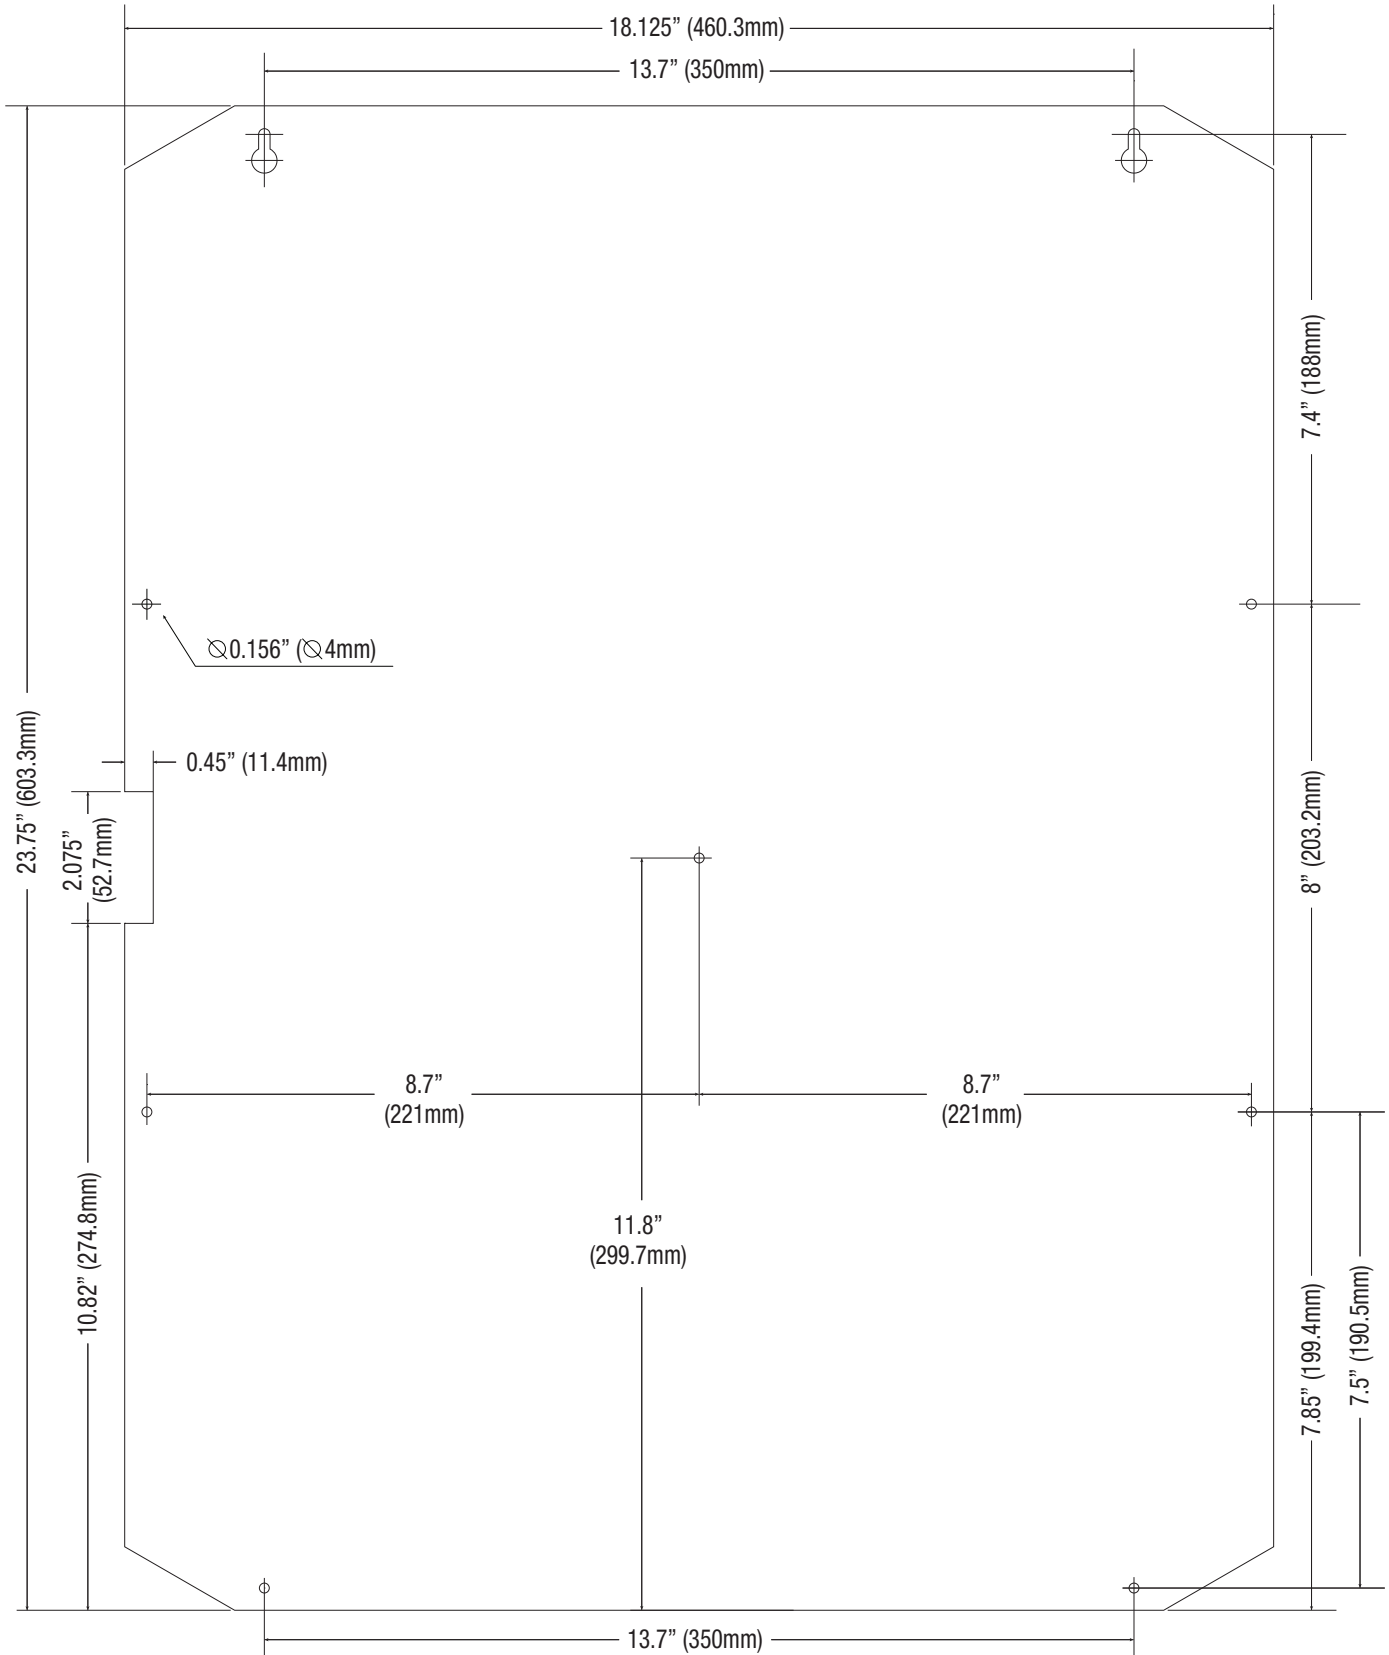 18.125” (460.3mm)
13.7” (350mm)
7.4” (188mm)
Ø0.156” (Ø4mm)
23.75” (603.3mm)
0.45” (11.4mm)
2.075”
(52.7mm)
8” (203.2mm)
8.7”
(221mm)
8.7”
(221mm)
10.82” (274.8mm)
11.8”
(299.7mm)
7.85” (199.4mm)
7.5” (190.5mm)
13.7” (350mm)